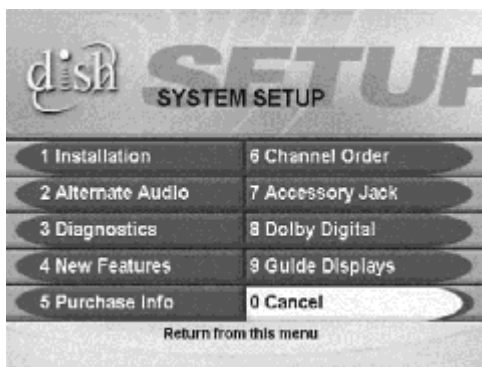 dish
SETUP
SYSTEM SETUP
1 Installation
2 Alternate Audio
3 Diagnostics
4 New Features
5 Purchase Info
6 Channel Order
7 Accessory Jack
8 Dolby Digital
9 Guide Displays
0 Cancel
Return from this menu